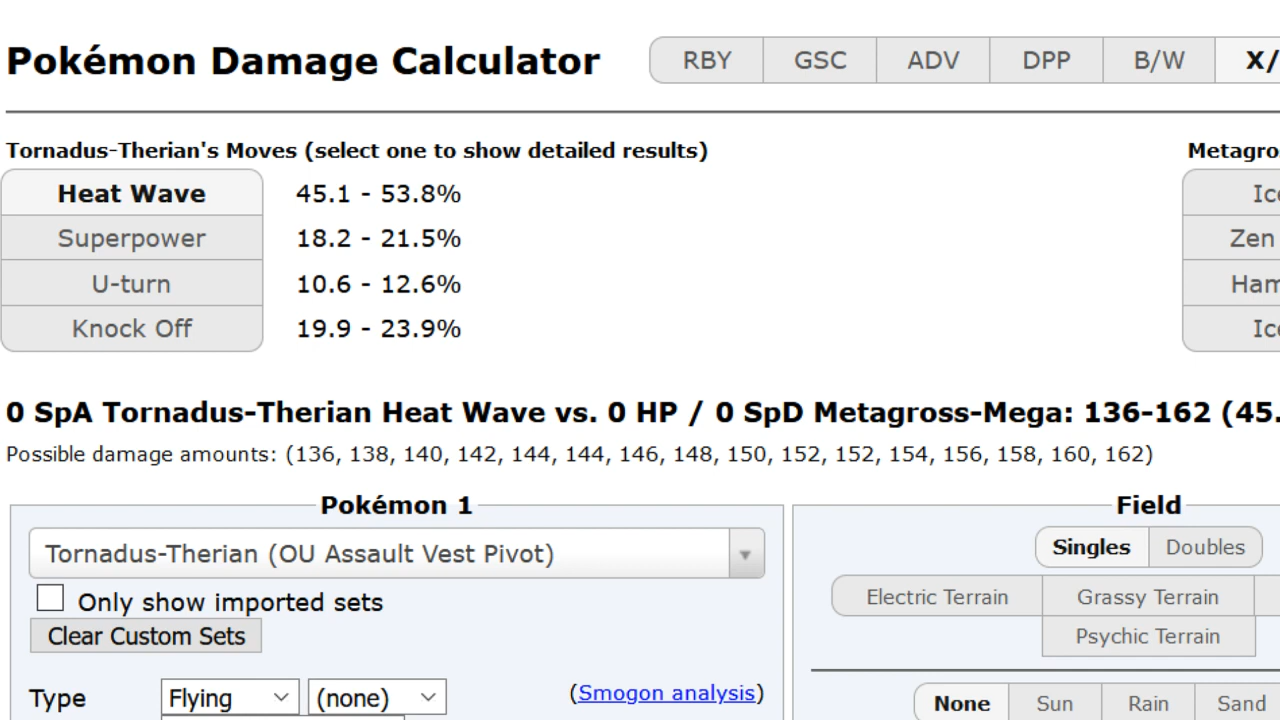 Pokémon Damage Calculator
RBY GSC ADV DPP B/W X/
Tornadus-Therian's Moves (select one to show detailed results)
Metagros
Heat Wave 45.1 - 53.8%
Ice
Superpower 18.2 - 21.5%
Zen
U-turn 10.6 - 12.6%
Ham
Knock Off 19.9 - 23.9%
Ice
0 SpA Tornadus-Therian Heat Wave vs. 0 HP / 0 SpD Metagross-Mega: 136-162 (45.
Possible damage amounts: (136, 138, 140, 142, 144, 144, 146, 148, 150, 152, 152, 154, 156, 158, 160, 162)
Pokémon 1
Tornadus-Therian (OU Assault Vest Pivot)
Only show imported sets
Clear Custom Sets
Type Flying (none) (Smogon analysis)
Field
Singles Doubles
Electric Terrain Grassy Terrain
Psychic Terrain
None Sun Rain Sand